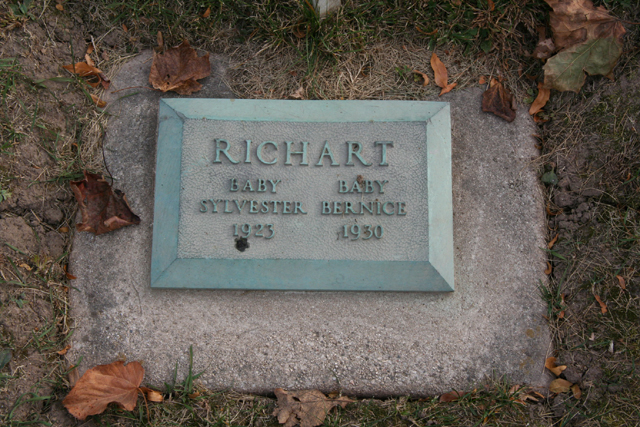 RICHART
BABY BABY
SYLVESTER BERNICE
1923 1930